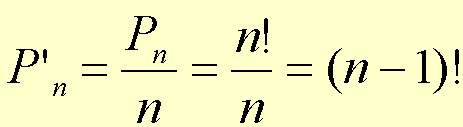 P'ₙ = Pₙ/n = n!/n = (n − 1)!